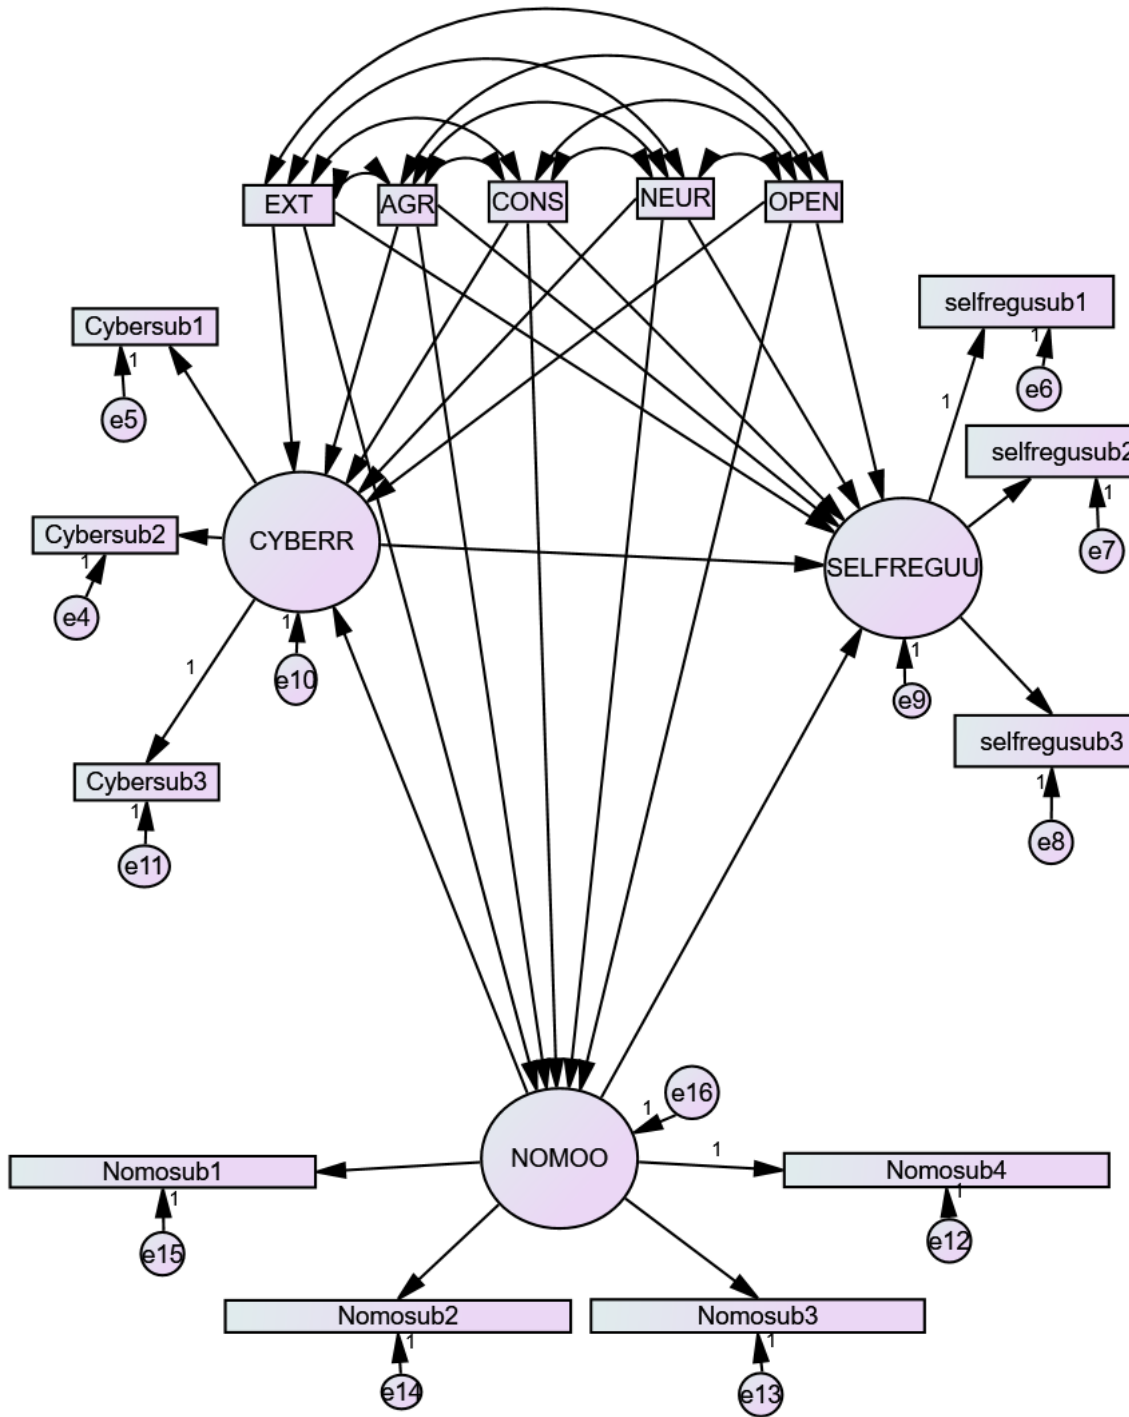 EXT
AGR
CONS
NEUR
OPEN
Cybersub1
1
e5
selfregusub1
1
e6
1
selfregusub2
1
e7
Cybersub2
1
e4
CYBERR
SELFREGUU
1
e10
1
e9
1
Cybersub3
1
e11
selfregusub3
1
e8
e16
1
NOMOO
1
Nomosub1
1
e15
Nomosub4
1
e12
Nomosub2
1
e14
Nomosub3
1
e13